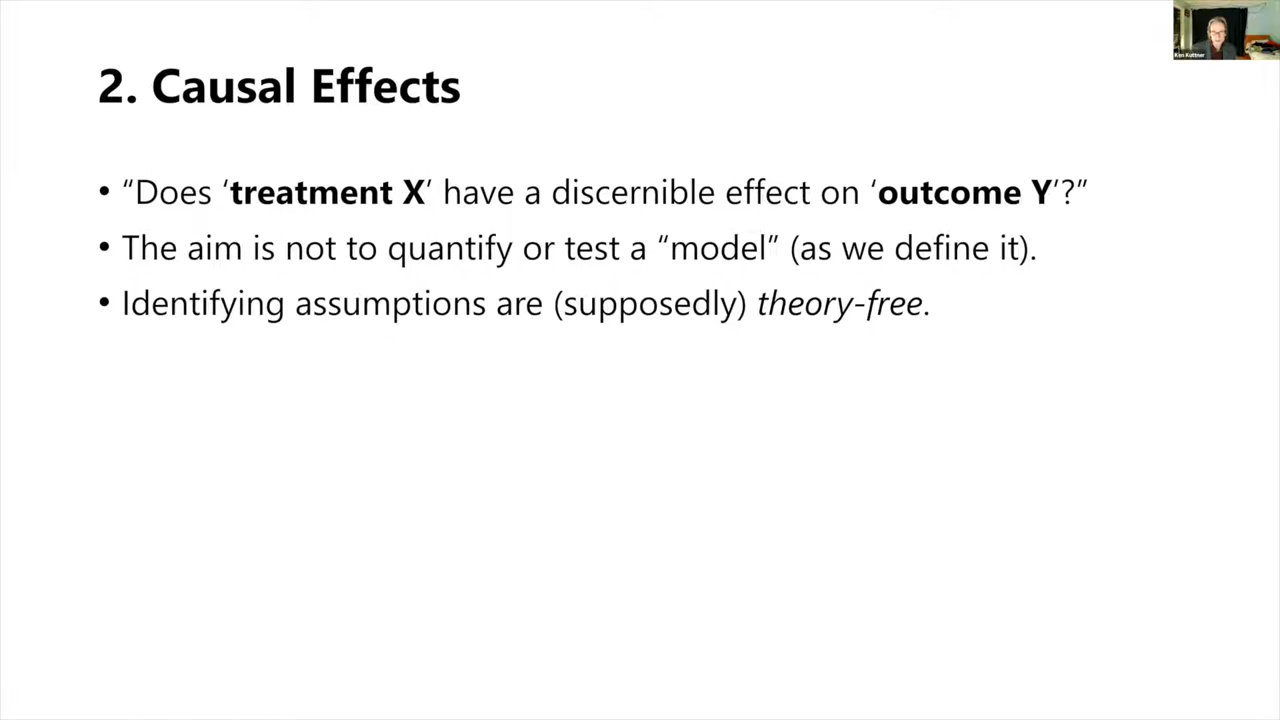 2. Causal Effects
• “Does ‘treatment X’ have a discernible effect on ‘outcome Y’?”
• The aim is not to quantify or test a “model” (as we define it).
• Identifying assumptions are (supposedly) theory-free.